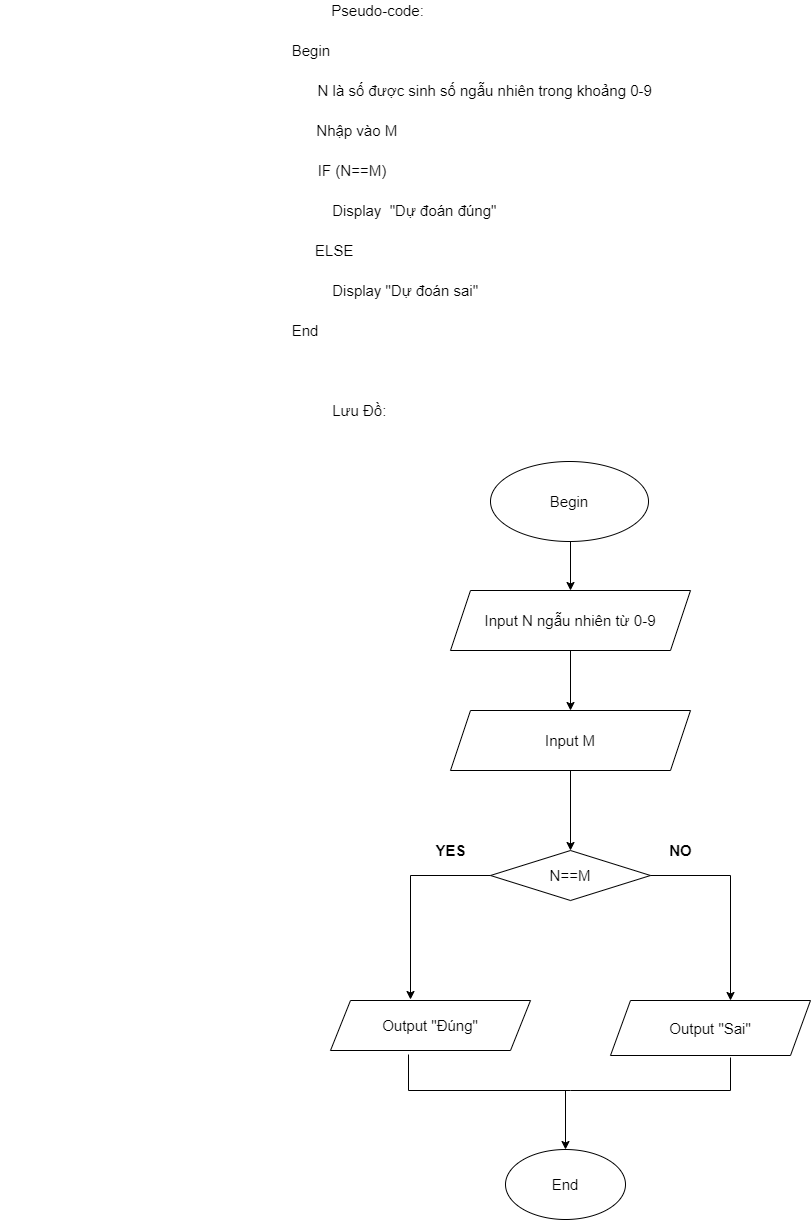 Pseudo-code:
Begin
N là số được sinh số ngẫu nhiên trong khoảng 0-9
Nhập vào M
IF (N==M)
Display  "Dự đoán đúng"
ELSE
Display "Dự đoán sai"
End
Lưu Đồ:
Begin
Input N ngẫu nhiên từ 0-9
Input M
YES
NO
N==M
Output "Đúng"
Output "Sai"
End